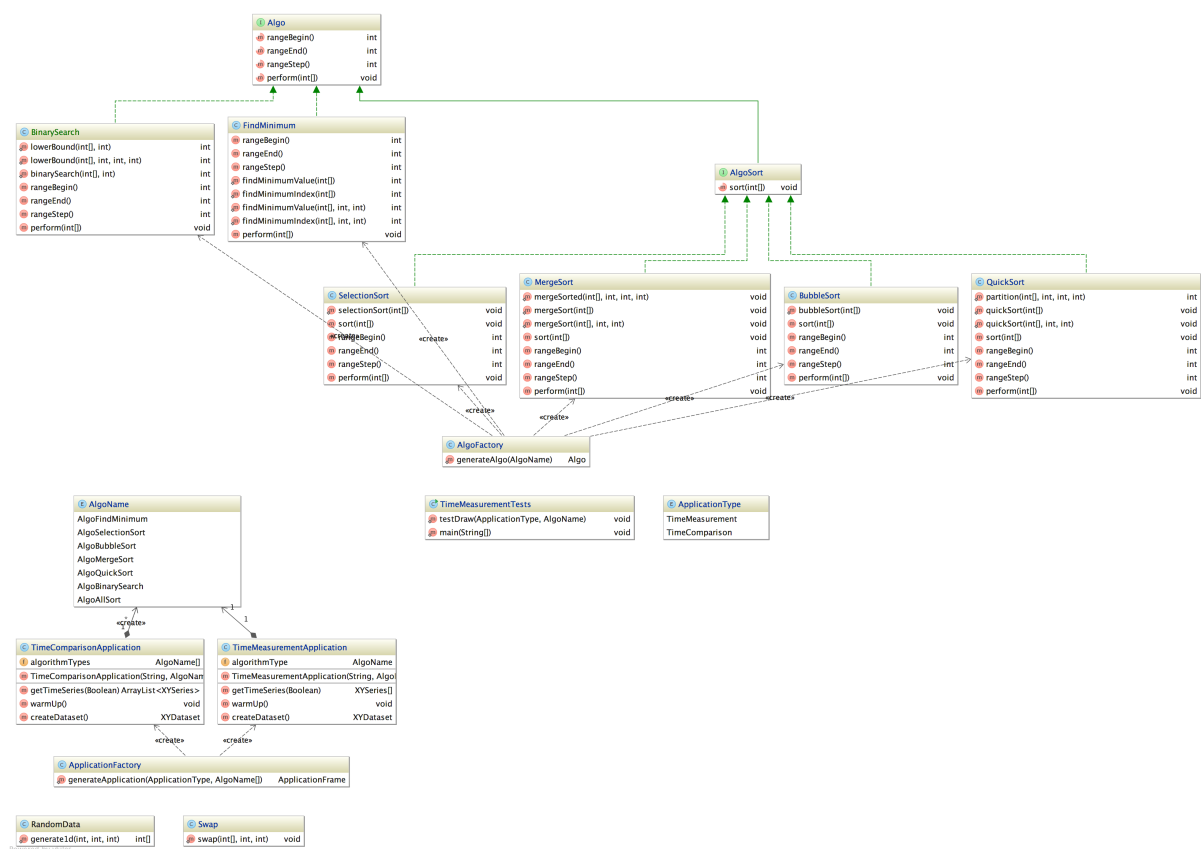 Algo
rangeBegin() int
rangeEnd() int
rangeStep() int
perform(int[]) void
BinarySearch
lowerBound(int[], int) int
lowerBound(int[], int, int, int) int
binarySearch(int[], int) int
rangeBegin() int
rangeEnd() int
rangeStep() int
perform(int[]) void
FindMinimum
rangeBegin() int
rangeEnd() int
rangeStep() int
findMinimumValue(int[]) int
findMinimumIndex(int[]) int
findMinimumValue(int[], int, int) int
findMinimumIndex(int[], int, int) int
perform(int[]) void
AlgoSort
sort(int[]) void
SelectionSort
selectionSort(int[]) void
sort(int[]) void
rangeBegin() int
rangeEnd() int
rangeStep() int
perform(int[]) void
MergeSort
mergeSorted(int[], int, int, int) void
mergeSort(int[]) void
mergeSort(int[], int, int) void
sort(int[]) void
rangeBegin() int
rangeEnd() int
rangeStep() int
perform(int[]) void
BubbleSort
bubbleSort(int[]) void
sort(int[]) void
rangeBegin() int
rangeEnd() int
rangeStep() int
perform(int[]) void
QuickSort
partition(int[], int, int, int) int
quickSort(int[]) void
quickSort(int[], int, int) void
sort(int[]) void
rangeBegin() int
rangeEnd() int
rangeStep() int
perform(int[]) void
«create»
«create»
«create»
«create»
«create»
«create»
AlgoFactory
generateAlgo(AlgoName) Algo
AlgoName
AlgoFindMinimum
AlgoSelectionSort
AlgoBubbleSort
AlgoMergeSort
AlgoQuickSort
AlgoBinarySearch
AlgoAllSort
TimeMeasurementTests
testDraw(ApplicationType, AlgoName) void
main(String[]) void
ApplicationType
TimeMeasurement
TimeComparison
«create»
1
1
1
TimeComparisonApplication
algorithmTypes AlgoName[]
TimeComparisonApplication(String, AlgoNam
getTimeSeries(Boolean) ArrayList<XYSeries>
warmUp() void
createDataset() XYDataset
TimeMeasurementApplication
algorithmType AlgoName
TimeMeasurementApplication(String, Algo
getTimeSeries(Boolean) XYSeries[]
warmUp() void
createDataset() XYDataset
«create»
«create»
ApplicationFactory
generateApplication(ApplicationType, AlgoName[]) ApplicationFrame
RandomData
generate1d(int, int, int) int[]
Swap
swap(int[], int, int) void